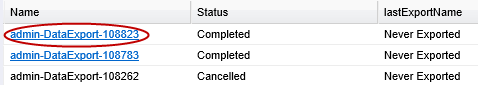 Name Status lastExportName
admin-DataExport-108823 Completed Never Exported
admin-DataExport-108783 Completed Never Exported
admin-DataExport-108262 Cancelled Never Exported